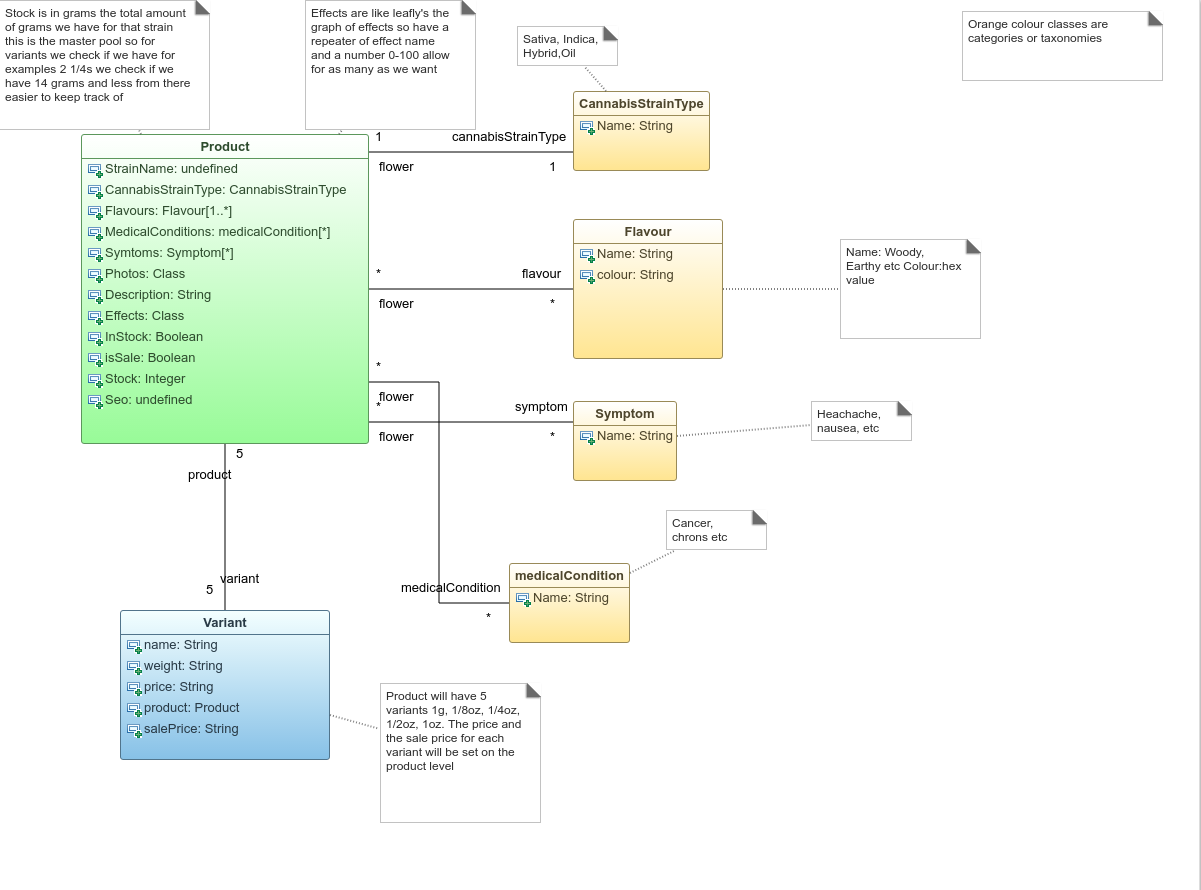 Stock is in grams the total amount
of grams we have for that strain
this is the master pool so for
variants we check if we have for
examples 2 1/4s we check if we
have 14 grams and less from there
easier to keep track of
Effects are like leafly's the
graph of effects so have a
repeater of effect name
and a number 0-100 allow
for as many as we want
Sativa, Indica,
Hybrid,Oil
Orange colour classes are
categories or taxonomies
CannabisStrainType
Name: String
1
cannabisStrainType
flower
1
Product
StrainName: undefined
CannabisStrainType: CannabisStrainType
Flavours: Flavour[1..*]
MedicalConditions: medicalCondition[*]
Symtoms: Symptom[*]
Photos: Class
Description: String
Effects: Class
InStock: Boolean
isSale: Boolean
Stock: Integer
Seo: undefined
*
flavour
flower
*
Flavour
Name: String
colour: String
Name: Woody,
Earthy etc Colour:hex
value
*
flower
*
symptom
flower
*
Symptom
Name: String
Heachache,
nausea, etc
5
product
variant
5
Cancer,
chrons etc
medicalCondition
*
medicalCondition
Name: String
Variant
name: String
weight: String
price: String
product: Product
salePrice: String
Product will have 5
variants 1g, 1/8oz, 1/4oz,
1/2oz, 1oz. The price and
the sale price for each
variant will be set on the
product level